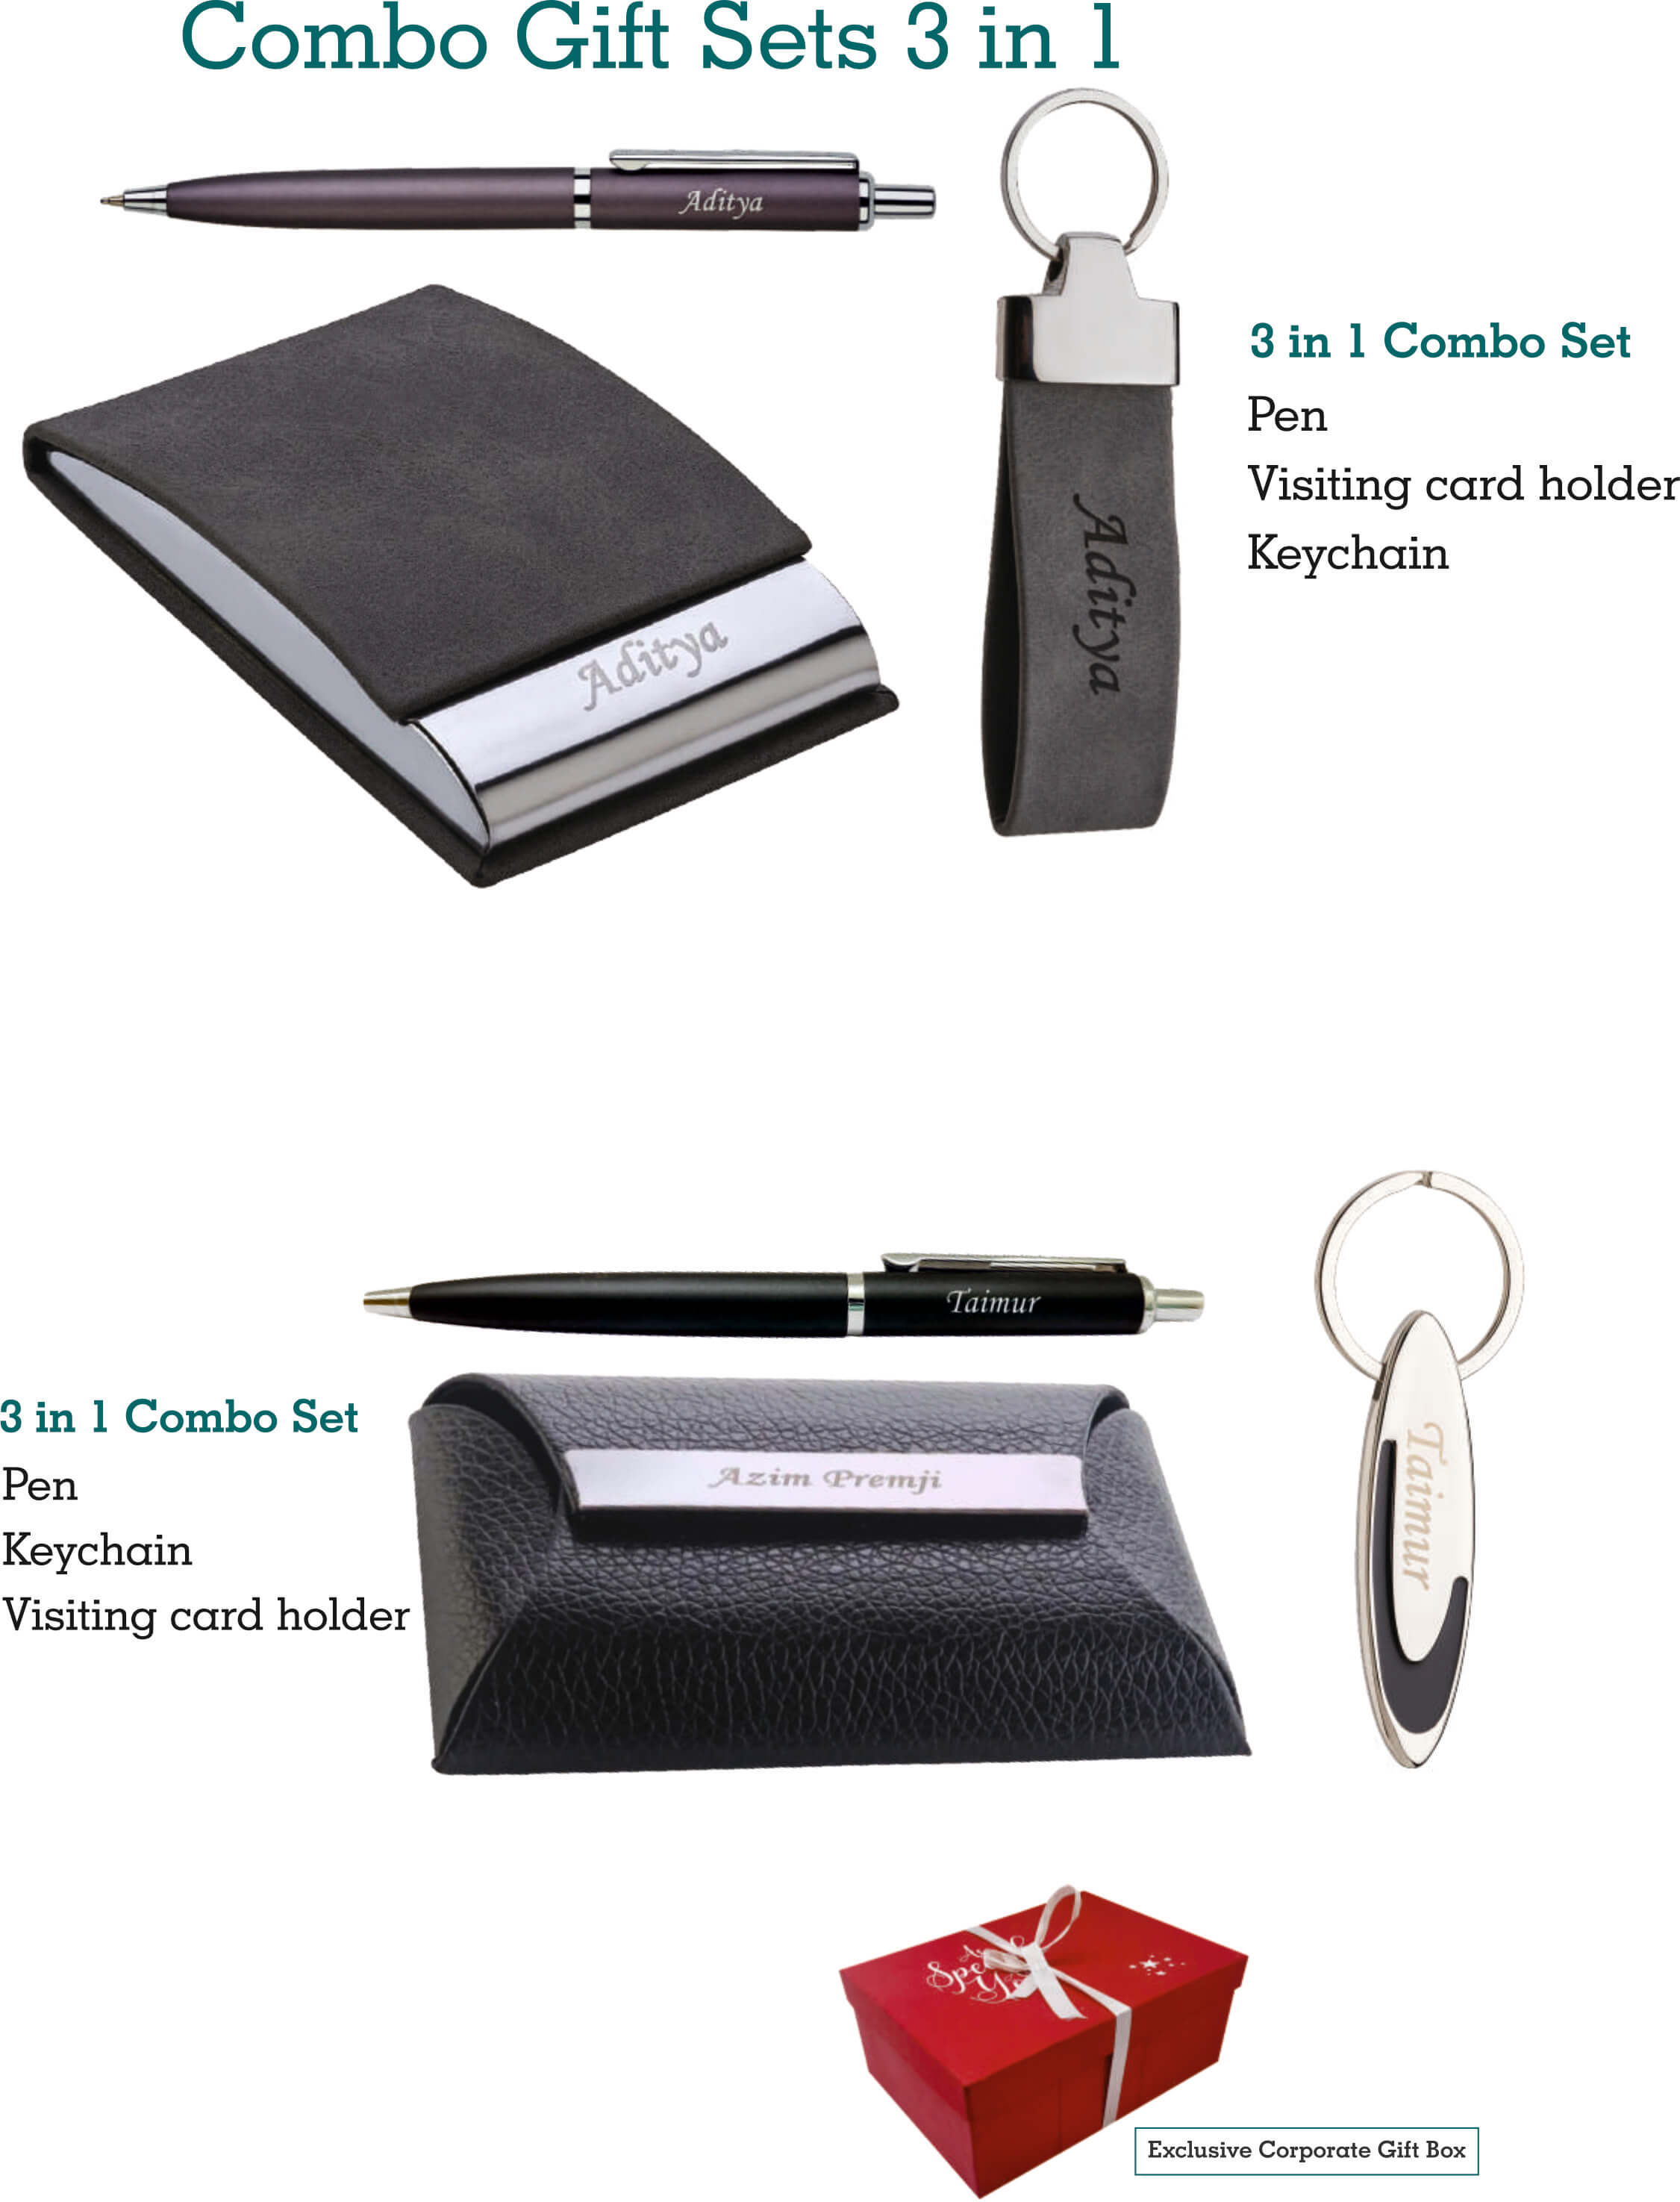 Combo Gift Sets 3 in 1
Aditya
Aditya
Aditya
3 in 1 Combo Set
Pen
Visiting card holder
Keychain
Taimur
Azim Premji
Taimur
3 in 1 Combo Set
Pen
Keychain
Visiting card holder
Exclusive Corporate Gift Box